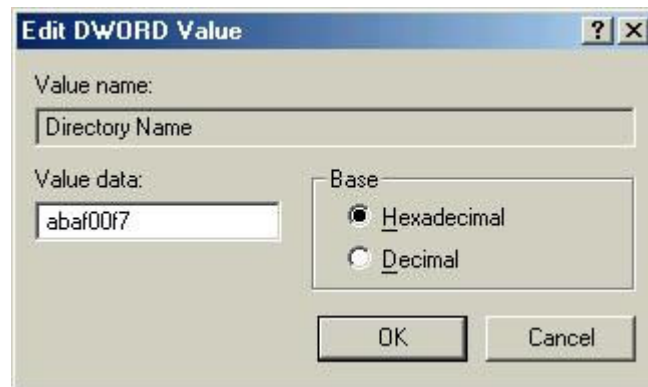 Edit DWORD Value
Value name:
Directory Name
Value data:
abaf00f7
Base
Hexadecimal
Decimal
OK
Cancel